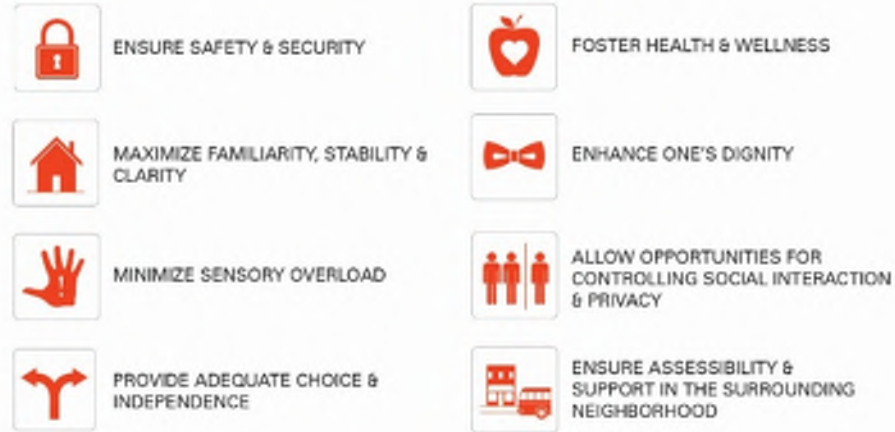 ENSURE SAFETY & SECURITY
MAXIMIZE FAMILIARITY, STABILITY &
CLARITY
MINIMIZE SENSORY OVERLOAD
PROVIDE ADEQUATE CHOICE &
INDEPENDENCE
FOSTER HEALTH & WELLNESS
ENHANCE ONE'S DIGNITY
ALLOW OPPORTUNITIES FOR
CONTROLLING SOCIAL INTERACTION
& PRIVACY
ENSURE ASSESSIBILITY &
SUPPORT IN THE SURROUNDING
NEIGHBORHOOD